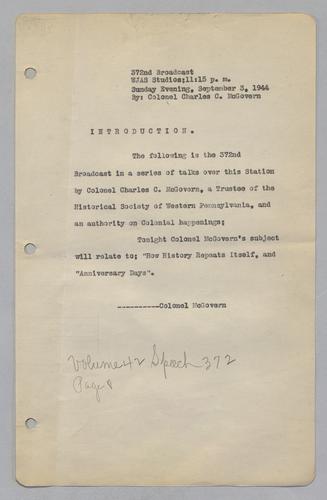 372nd Broadcast
WJAS Studios;11:15 p. m.
Sunday Evening, September 3, 1944
By: Colonel Charles C. McGovern
INTRODUCTION.
The following is the 372nd
Broadcast in a series of talks over this Station
by Colonel Charles C. McGovern, a Trustee of the
Historical Society of Western Pennsylvania, and
an authority on Colonial happenings;
Tonight Colonel McGovern's subject
will relate to; "How History Repeats Itself, and
"Anniversary Days".
----------Colonel McGovern
Volume 42 Speech 372
Page 8